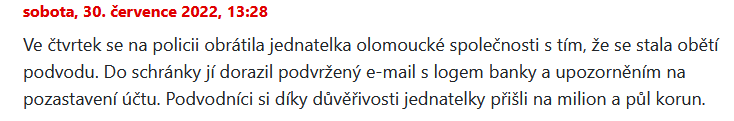 sobota, 30. července 2022, 13:28
Ve čtvrtek se na policii obrátila jednatelka olomoucké společnosti s tím, že se stala obětí
podvodu. Do schránky jí dorazil podvržený e-mail s logem banky a upozorněním na
pozastavení účtu. Podvodníci si díky důvěřivosti jednatelky přišli na milion a půl korun.